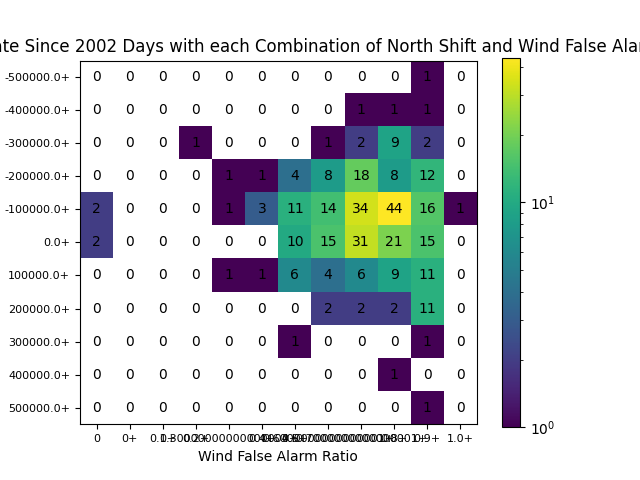 te Since 2002 Days with each Combination of North Shift and Wind False Ala
-500000.0+ 0 0 0 0 0 0 0 0 0 0 1 0
-400000.0+ 0 0 0 0 0 0 0 0 1 1 1 0
-300000.0+ 0 0 0 1 0 0 0 1 2 9 2 0
-200000.0+ 0 0 0 0 1 1 4 8 18 8 12 0
-100000.0+ 2 0 0 0 1 3 11 14 34 44 16 1
0.0+ 2 0 0 0 0 0 10 15 31 21 15 0
100000.0+ 0 0 0 0 1 1 6 4 6 9 11 0
200000.0+ 0 0 0 0 0 0 0 2 2 2 11 0
300000.0+ 0 0 0 0 0 0 1 0 0 0 1 0
400000.0+ 0 0 0 0 0 0 0 0 0 1 0 0
500000.0+ 0 0 0 0 0 0 0 0 0 0 1 0
0 0+ 1.0+
Wind False Alarm Ratio
10¹
10⁰